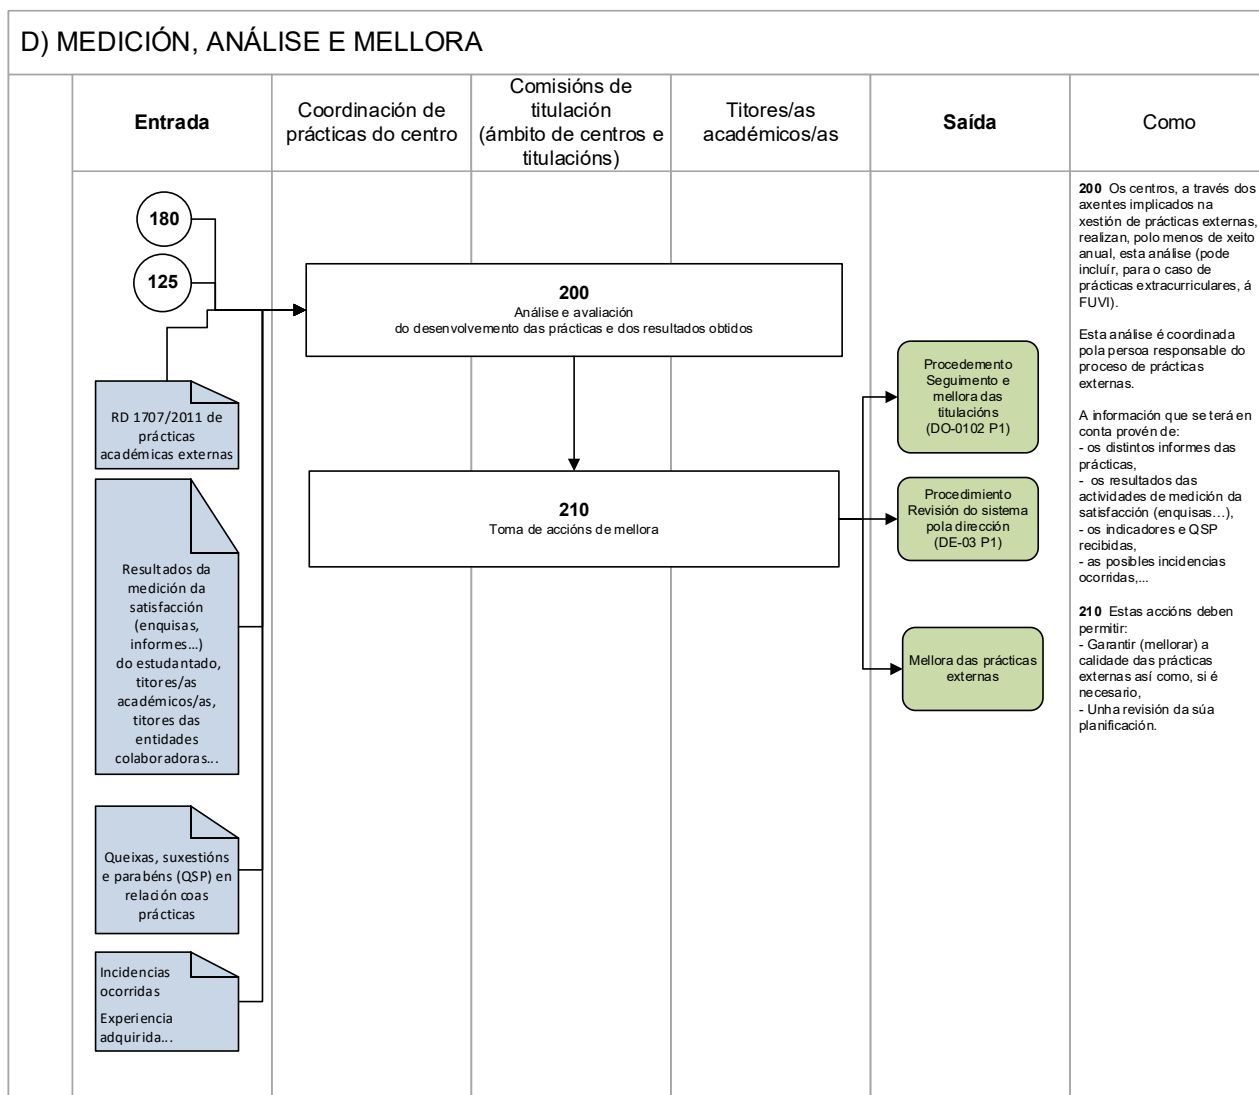 D) MEDICIÓN, ANÁLISE E MELLORA
Entrada
Coordinación de
prácticas do centro
Comisións de
titulación
(ámbito de centros e
titulacións)
Titores/as
académicos/as
Saída
Como
180
125
RD 1707/2011 de
prácticas
académicas externas
Resultados da
medición da
satisfacción
(enquisas,
informes...)
do estudantado,
titores/as
académicos/as,
titores das
entidades
colaboradoras...
Queixas, suxestións
e parabéns (QSP) en
relación coas
prácticas
Incidencias
ocorridas
Experiencia
adquirida...
200
Análise e avaliación
do desenvolvemento das prácticas e dos resultados obtidos
210
Toma de accións de mellora
Procedemento
Seguimento e
mellora das
titulacións
(DO-0102 P1)
Procedimiento
Revisión do sistema
pola dirección
(DE-03 P1)
Mellora das prácticas
externas
200 Os centros, a través dos
axentes implicados na
xestión de prácticas externas,
realizan, polo menos de xeito
anual, esta análise (pode
incluír, para o caso de
prácticas extracurriculares, á
FUVI).
Esta análise é coordinada
pola persoa responsable do
proceso de prácticas
externas.
A información que se terá en
conta provén de:
- os distintos informes das
prácticas,
- os resultados das
actividades de medición da
satisfacción (enquisas...),
- os indicadores e QSP
recibidas,
- as posibles incidencias
ocorridas,...
210 Estas accións deben
permitir:
- Garantir (mellorar) a
calidade das prácticas
externas así como, si é
necesario,
- Unha revisión da súa
planificación.